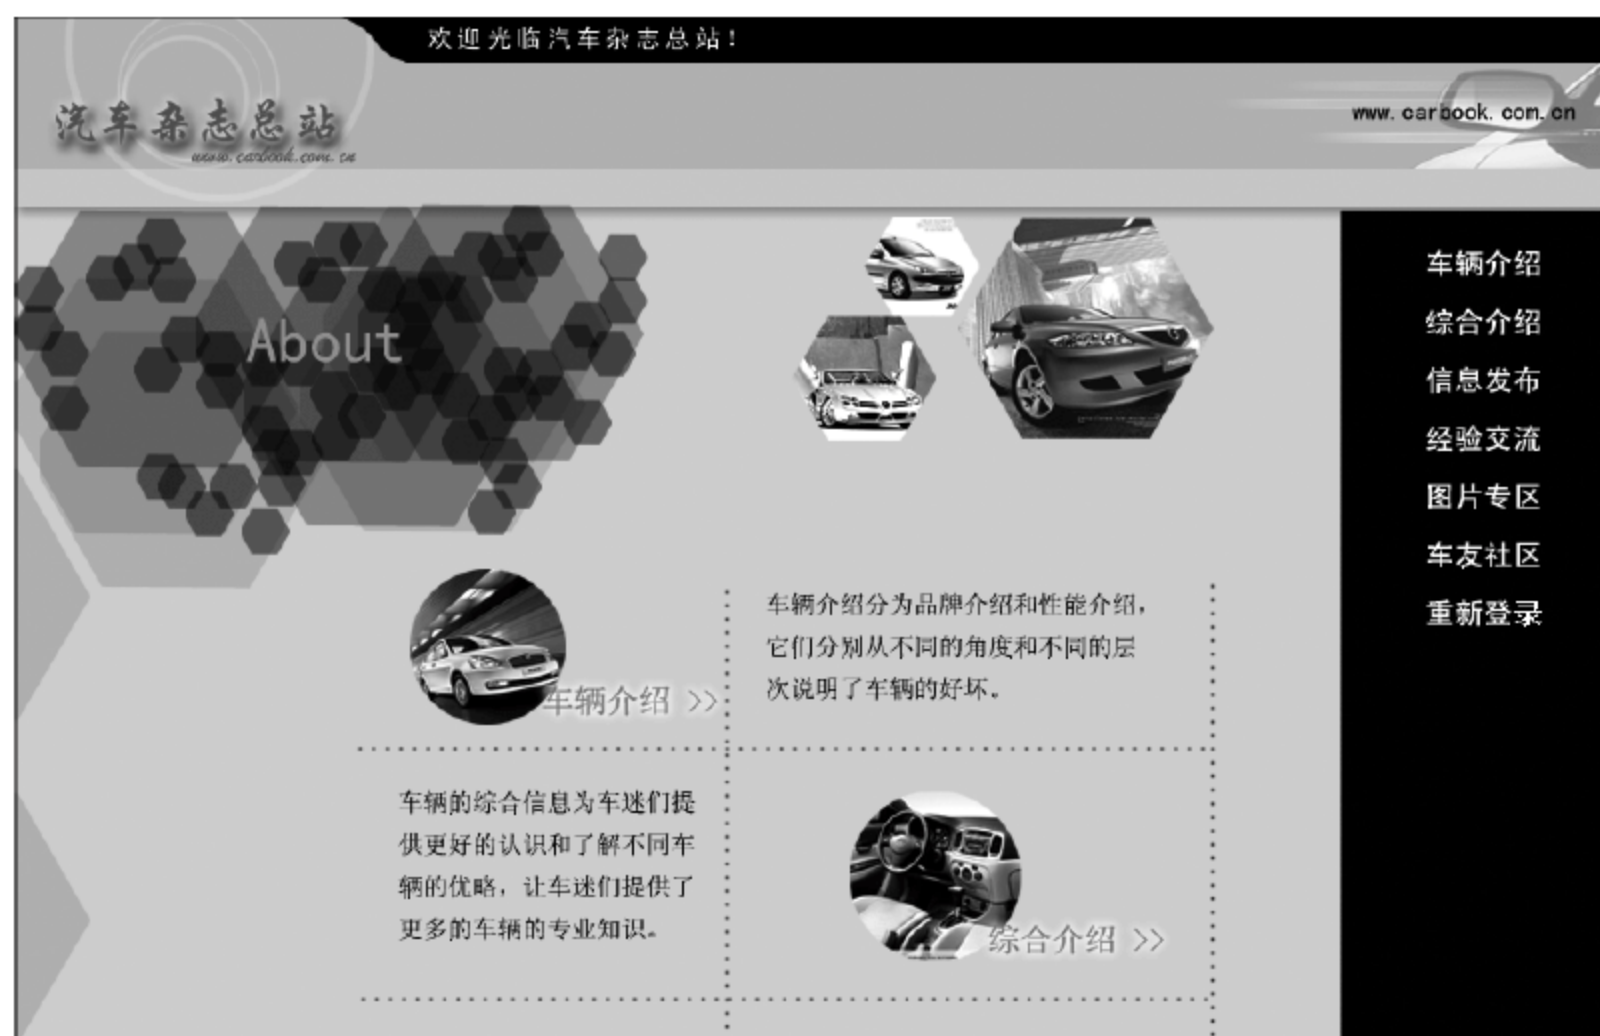 欢迎光临汽车杂志总站！
汽车杂志总站
www.carbook.com.cn
www.carbook.com.cn
About
车辆介绍
综合介绍
信息发布
经验交流
图片专区
车友社区
重新登录
车辆介绍 >>
车辆介绍分为品牌介绍和性能介绍，
它们分别从不同的角度和不同的层
次说明了车辆的好坏。
车辆的综合信息为车迷们提
供更好的认识和了解不同车
辆的优略，让车迷们提供了
更多的车辆的专业知识。
综合介绍 >>